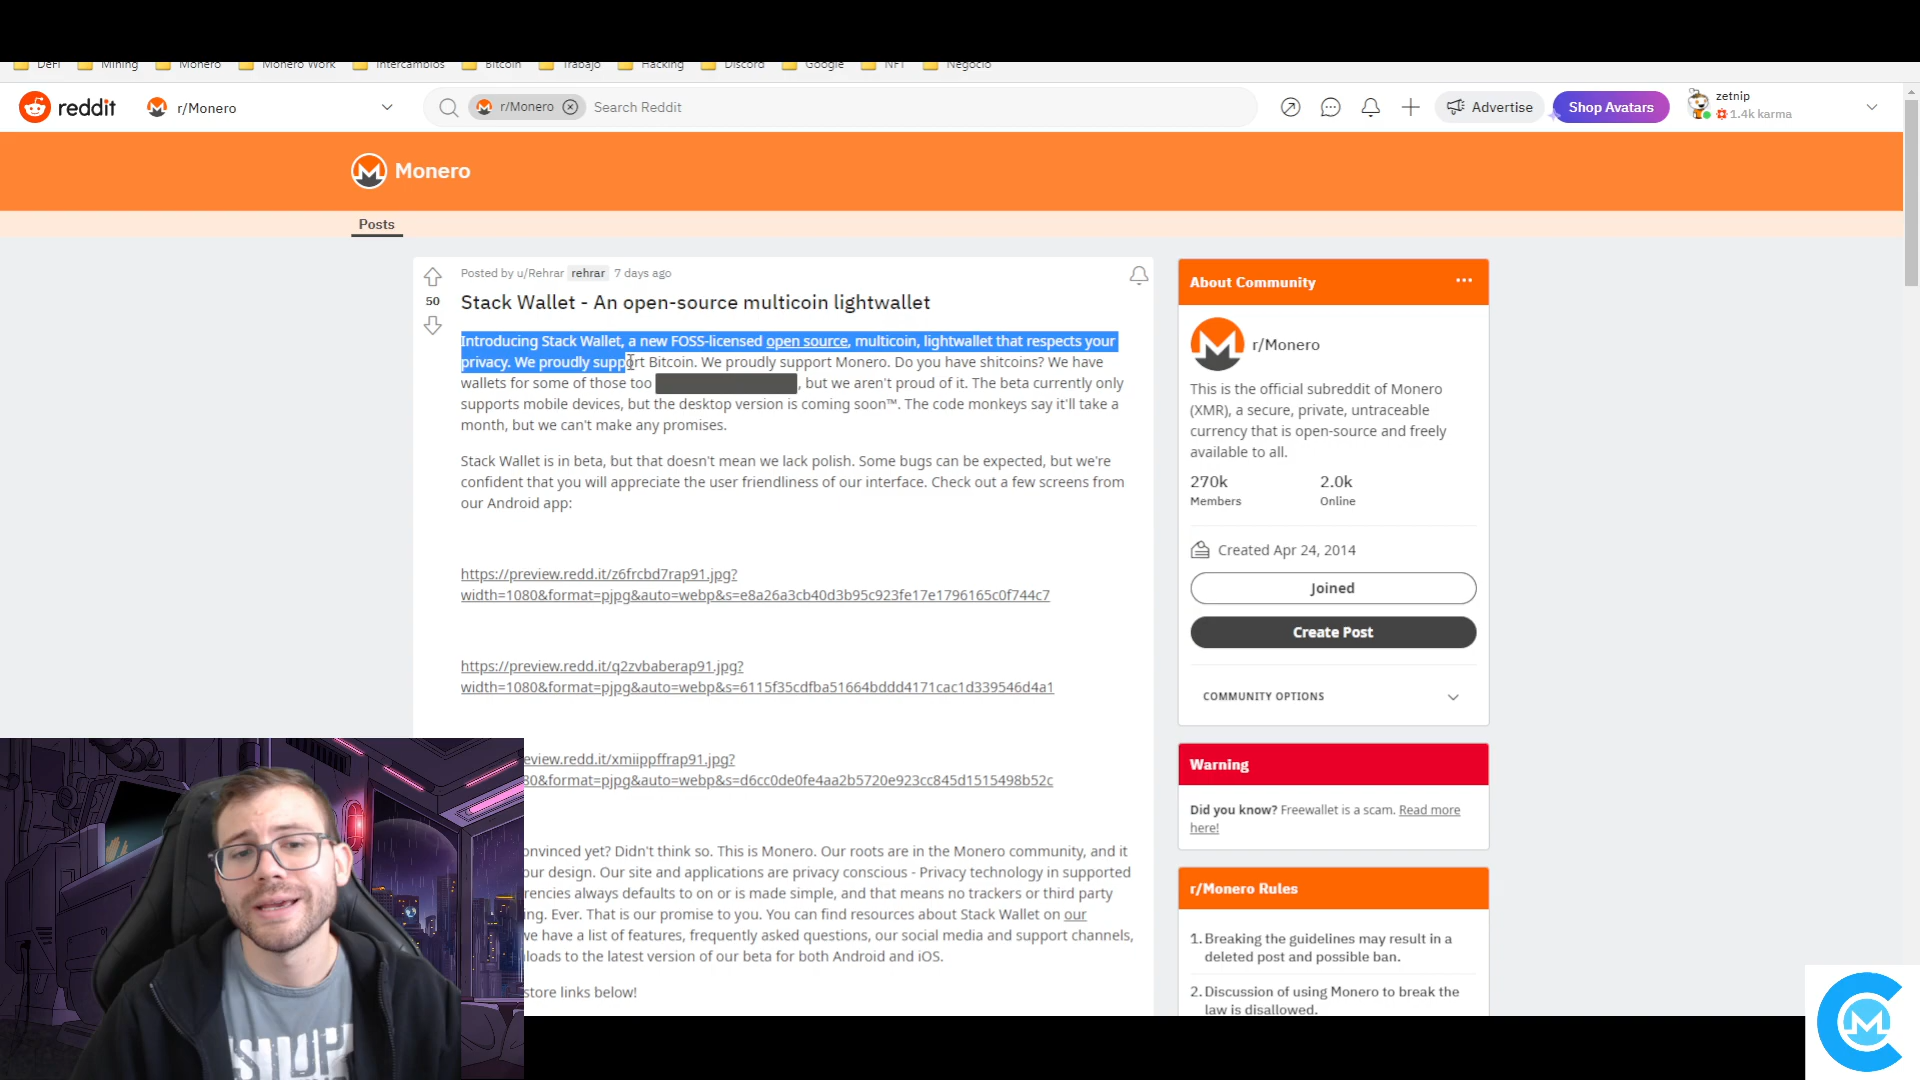 DeFi Mining Monero Monero Work Intercambios Bitcoin Trabajo Hacking Discord Google NFT Negocio
reddit r/Monero r/Monero Search Reddit Advertise Shop Avatars zetnip
1.4k karma
Monero
Posts
Posted by u/Rehrar rehrar 7 days ago
50
Stack Wallet - An open-source multicoin lightwallet
Introducing Stack Wallet, a new FOSS-licensed open source, multicoin, lightwallet that respects your
privacy. We proudly support Bitcoin. We proudly support Monero. Do you have shitcoins? We have
wallets for some of those too , but we aren't proud of it. The beta currently only
supports mobile devices, but the desktop version is coming soon™. The code monkeys say it'll take a
month, but we can't make any promises.
Stack Wallet is in beta, but that doesn't mean we lack polish. Some bugs can be expected, but we're
confident that you will appreciate the user friendliness of our interface. Check out a few screens from
our Android app:
https://preview.redd.it/z6frcbd7rap91.jpg?
width=1080&format=pjpg&auto=webp&s=e8a26a3cb40d3b95c923fe17e1796165c0f744c7
https://preview.redd.it/q2zvbaberap91.jpg?
width=1080&format=pjpg&auto=webp&s=6115f35cdfba51664bddd4171cac1d339546d4a1
eview.redd.it/xmiippffrap91.jpg?
80&format=pjpg&auto=webp&s=d6cc0de0fe4aa2b5720e923cc845d1515498b52c
onvinced yet? Didn't think so. This is Monero. Our roots are in the Monero community, and it
our design. Our site and applications are privacy conscious - Privacy technology in supported
rencies always defaults to on or is made simple, and that means no trackers or third party
ng. Ever. That is our promise to you. You can find resources about Stack Wallet on our
we have a list of features, frequently asked questions, our social media and support channels,
loads to the latest version of our beta for both Android and iOS.
store links below!
About Community
r/Monero
This is the official subreddit of Monero
(XMR), a secure, private, untraceable
currency that is open-source and freely
available to all.
270k 2.0k
Members Online
Created Apr 24, 2014
Joined
Create Post
COMMUNITY OPTIONS
Warning
Did you know? Freewallet is a scam. Read more
here!
r/Monero Rules
1. Breaking the guidelines may result in a
deleted post and possible ban.
2. Discussion of using Monero to break the
law is disallowed.
STOP